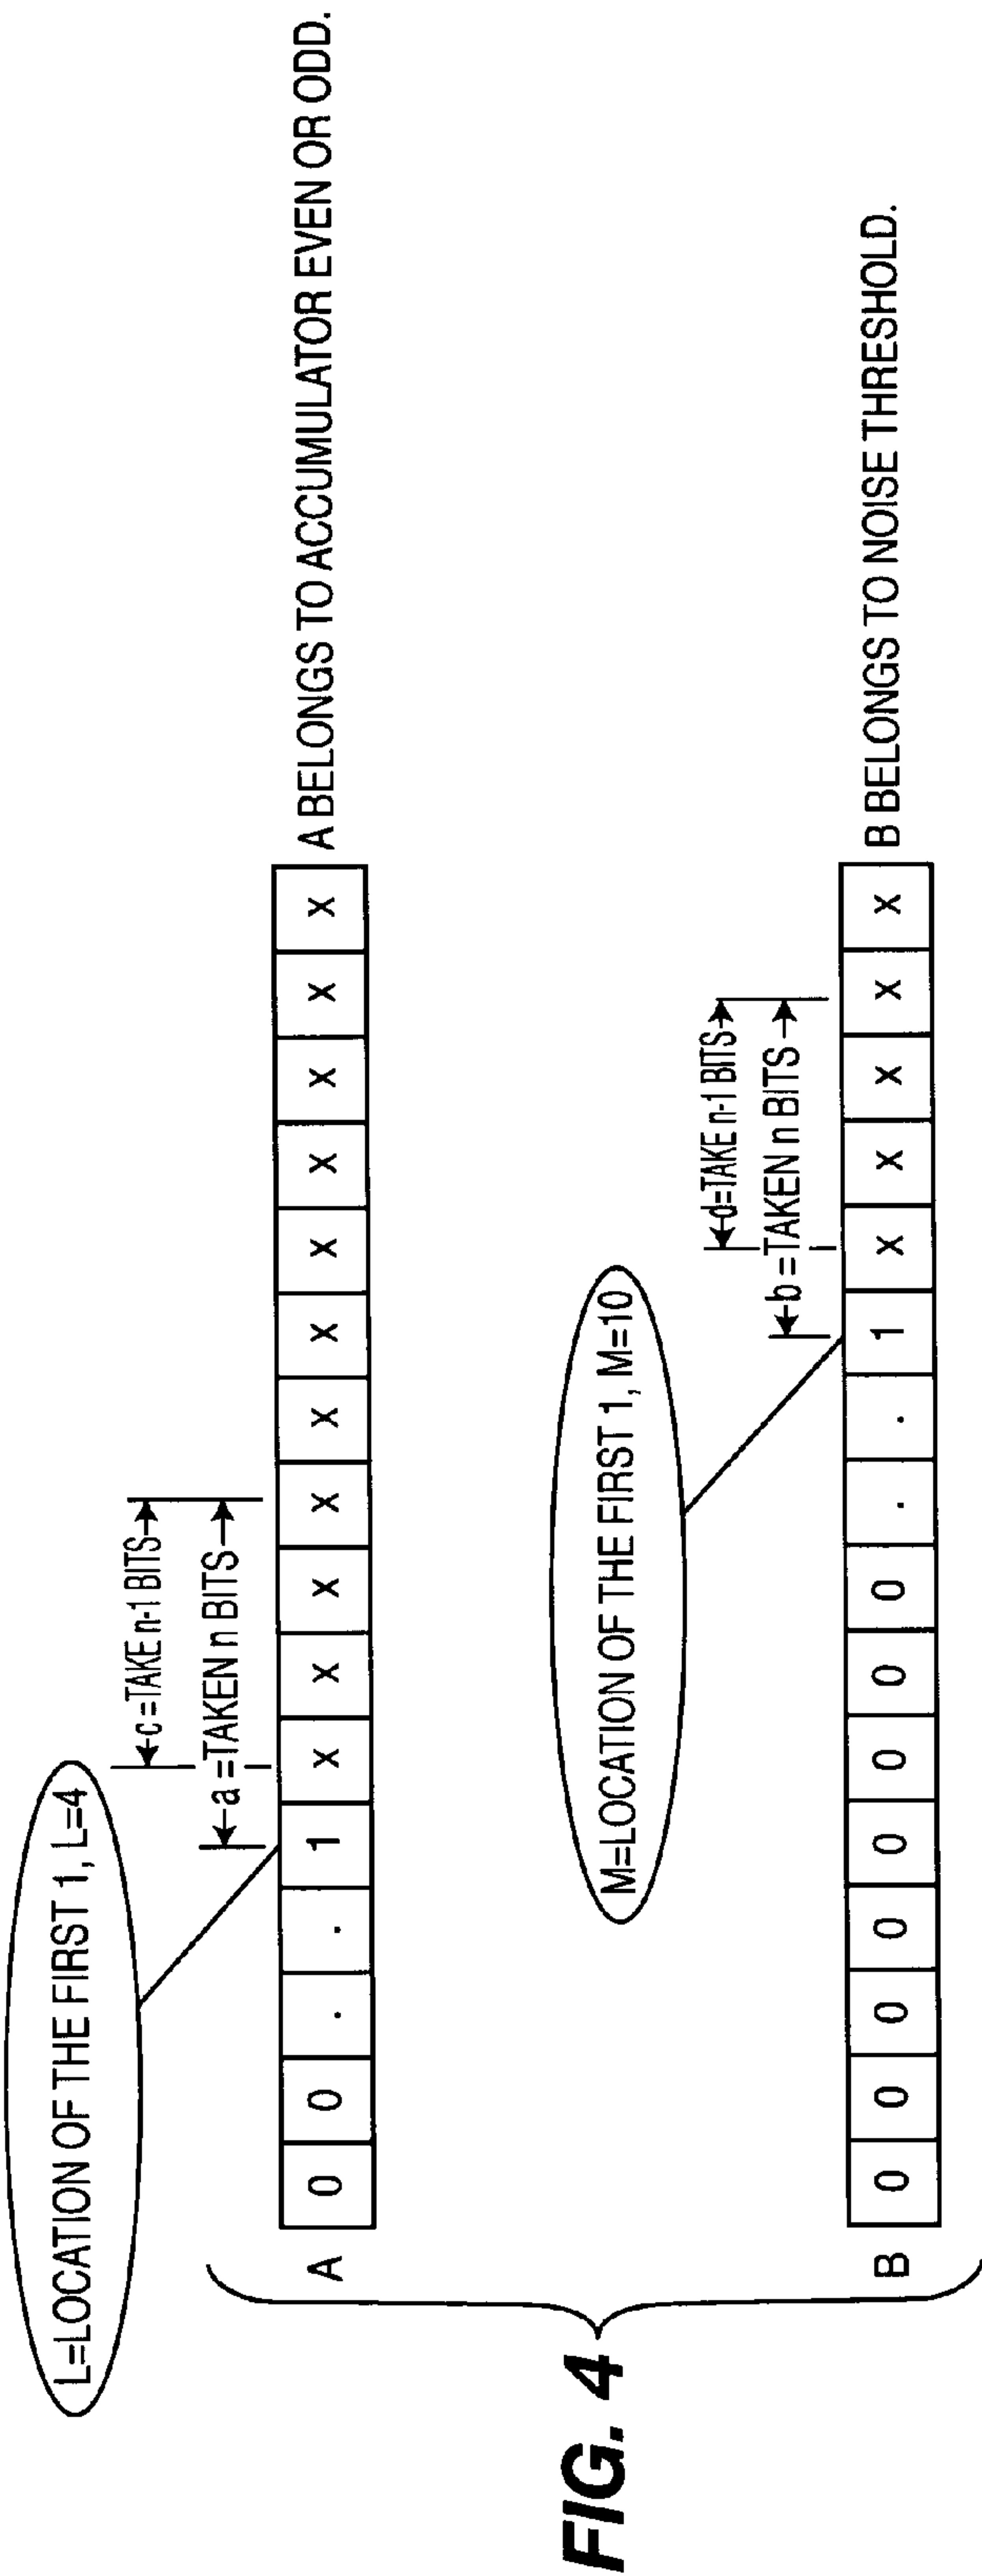 L=LOCATION OF THE FIRST 1, L=4
c=TAKE n-1 BITS
a=TAKEN n BITS
A 0 0 . . 1 x x x x x x x x x x x A BELONGS TO ACCUMULATOR EVEN OR ODD.
M=LOCATION OF THE FIRST 1, M=10
d=TAKE n-1 BITS
b=TAKEN n BITS
B 0 0 0 0 0 0 0 0 . . 1 x x x x x B BELONGS TO NOISE THRESHOLD.
FIG. 4